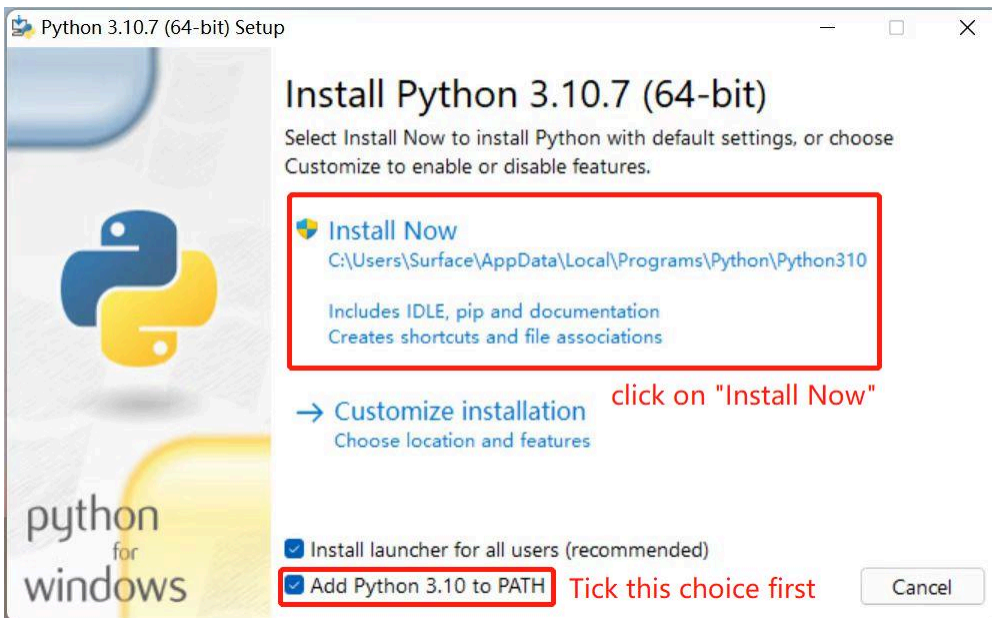 Python 3.10.7 (64-bit) Setup
Install Python 3.10.7 (64-bit)
Select Install Now to install Python with default settings, or choose
Customize to enable or disable features.
Install Now
C:\Users\Surface\AppData\Local\Programs\Python\Python310
Includes IDLE, pip and documentation
Creates shortcuts and file associations
click on "Install Now"
Customize installation
Choose location and features
python
for
windows
Install launcher for all users (recommended)
Add Python 3.10 to PATH
Tick this choice first
Cancel